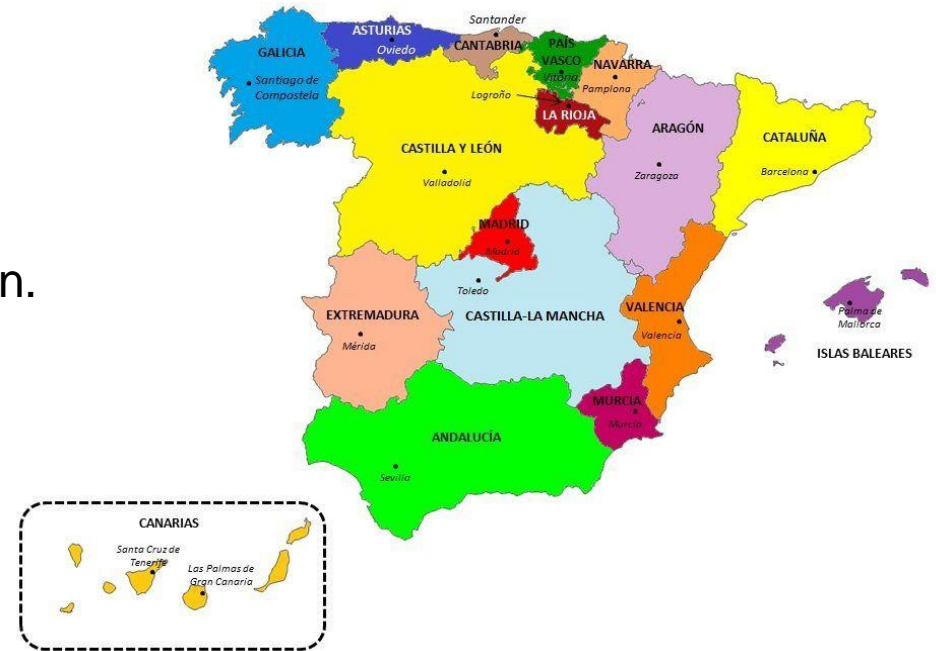 Santander
ASTURIAS
Oviedo
CANTABRIA
PAÍS
VASCO
Vitoria
GALICIA
Santiago de
Compostela
NAVARRA
Pamplona
Logroño
LA RIOJA
ARAGÓN
Zaragoza
CATALUÑA
Barcelona
CASTILLA Y LEÓN
Valladolid
MADRID
Madrid
n.
Toledo
EXTREMADURA
Mérida
CASTILLA-LA MANCHA
VALENCIA
Valencia
Palma de
Mallorca
ISLAS BALEARES
MURCIA
Murcia
ANDALUCÍA
Sevilla
CANARIAS
Santa Cruz de
Tenerife
Las Palmas de
Gran Canaria